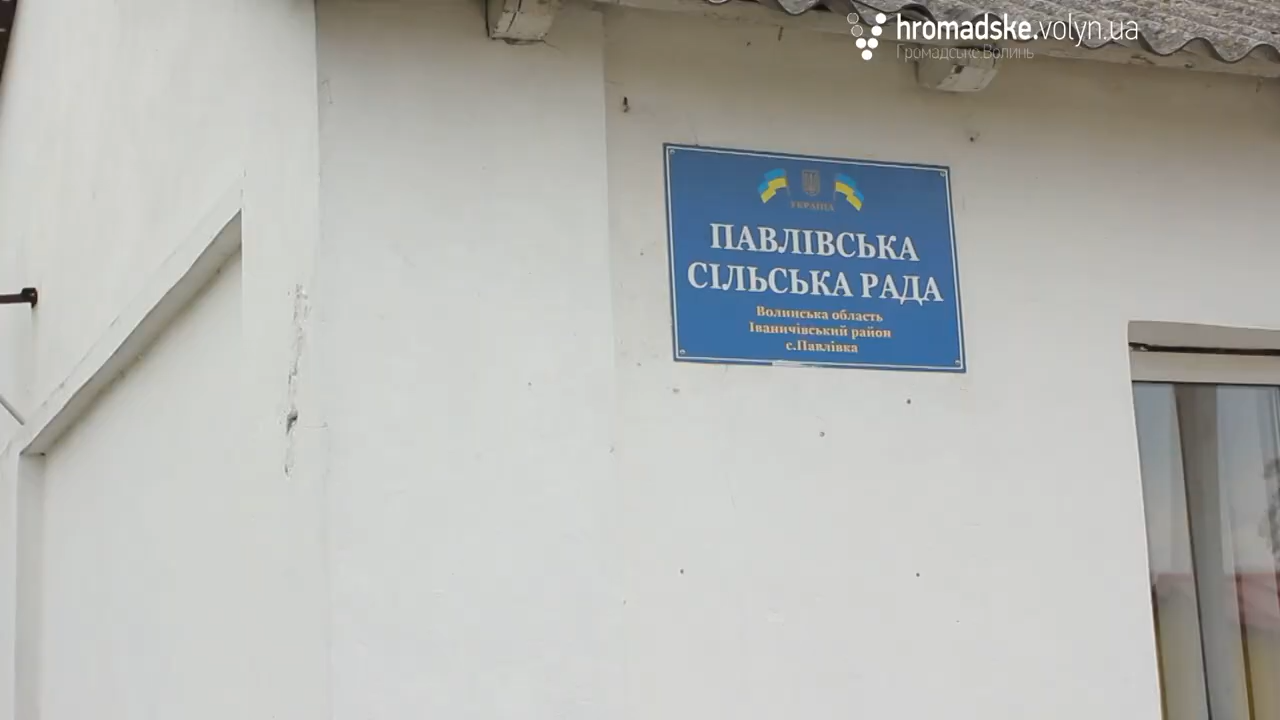 hromadske.volyn.ua
Громадське Волинь
УКРАЇНА
ПАВЛІВСЬКА
СІЛЬСЬКА РАДА
Волинська область
Іваничівський район
с.Павлівка